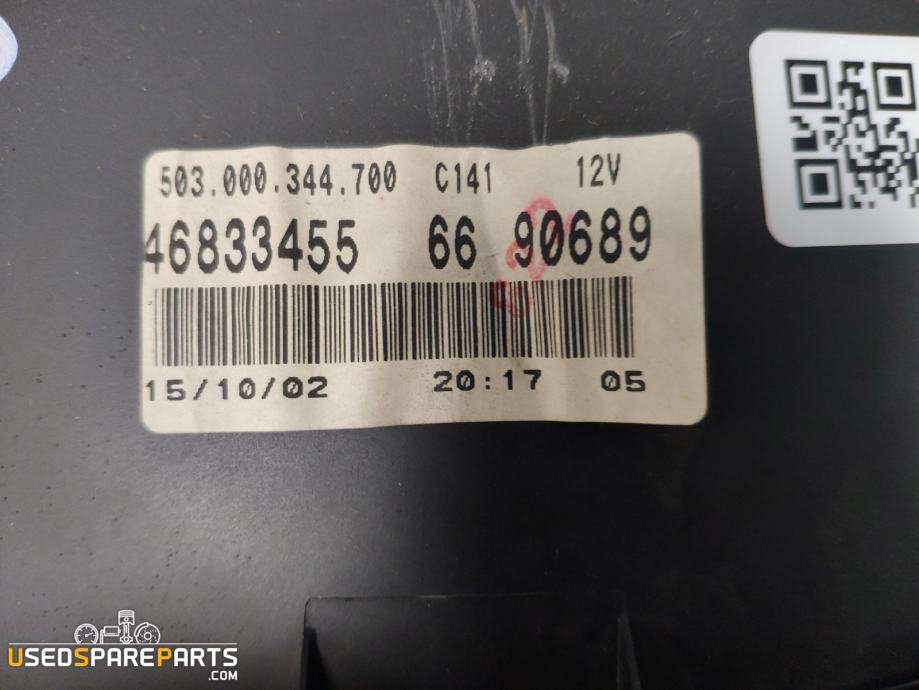 503.000.344.700 C141 12V
46833455 66 90689
15/10/02 20:17 05
USEDSPAREPARTS
.COM